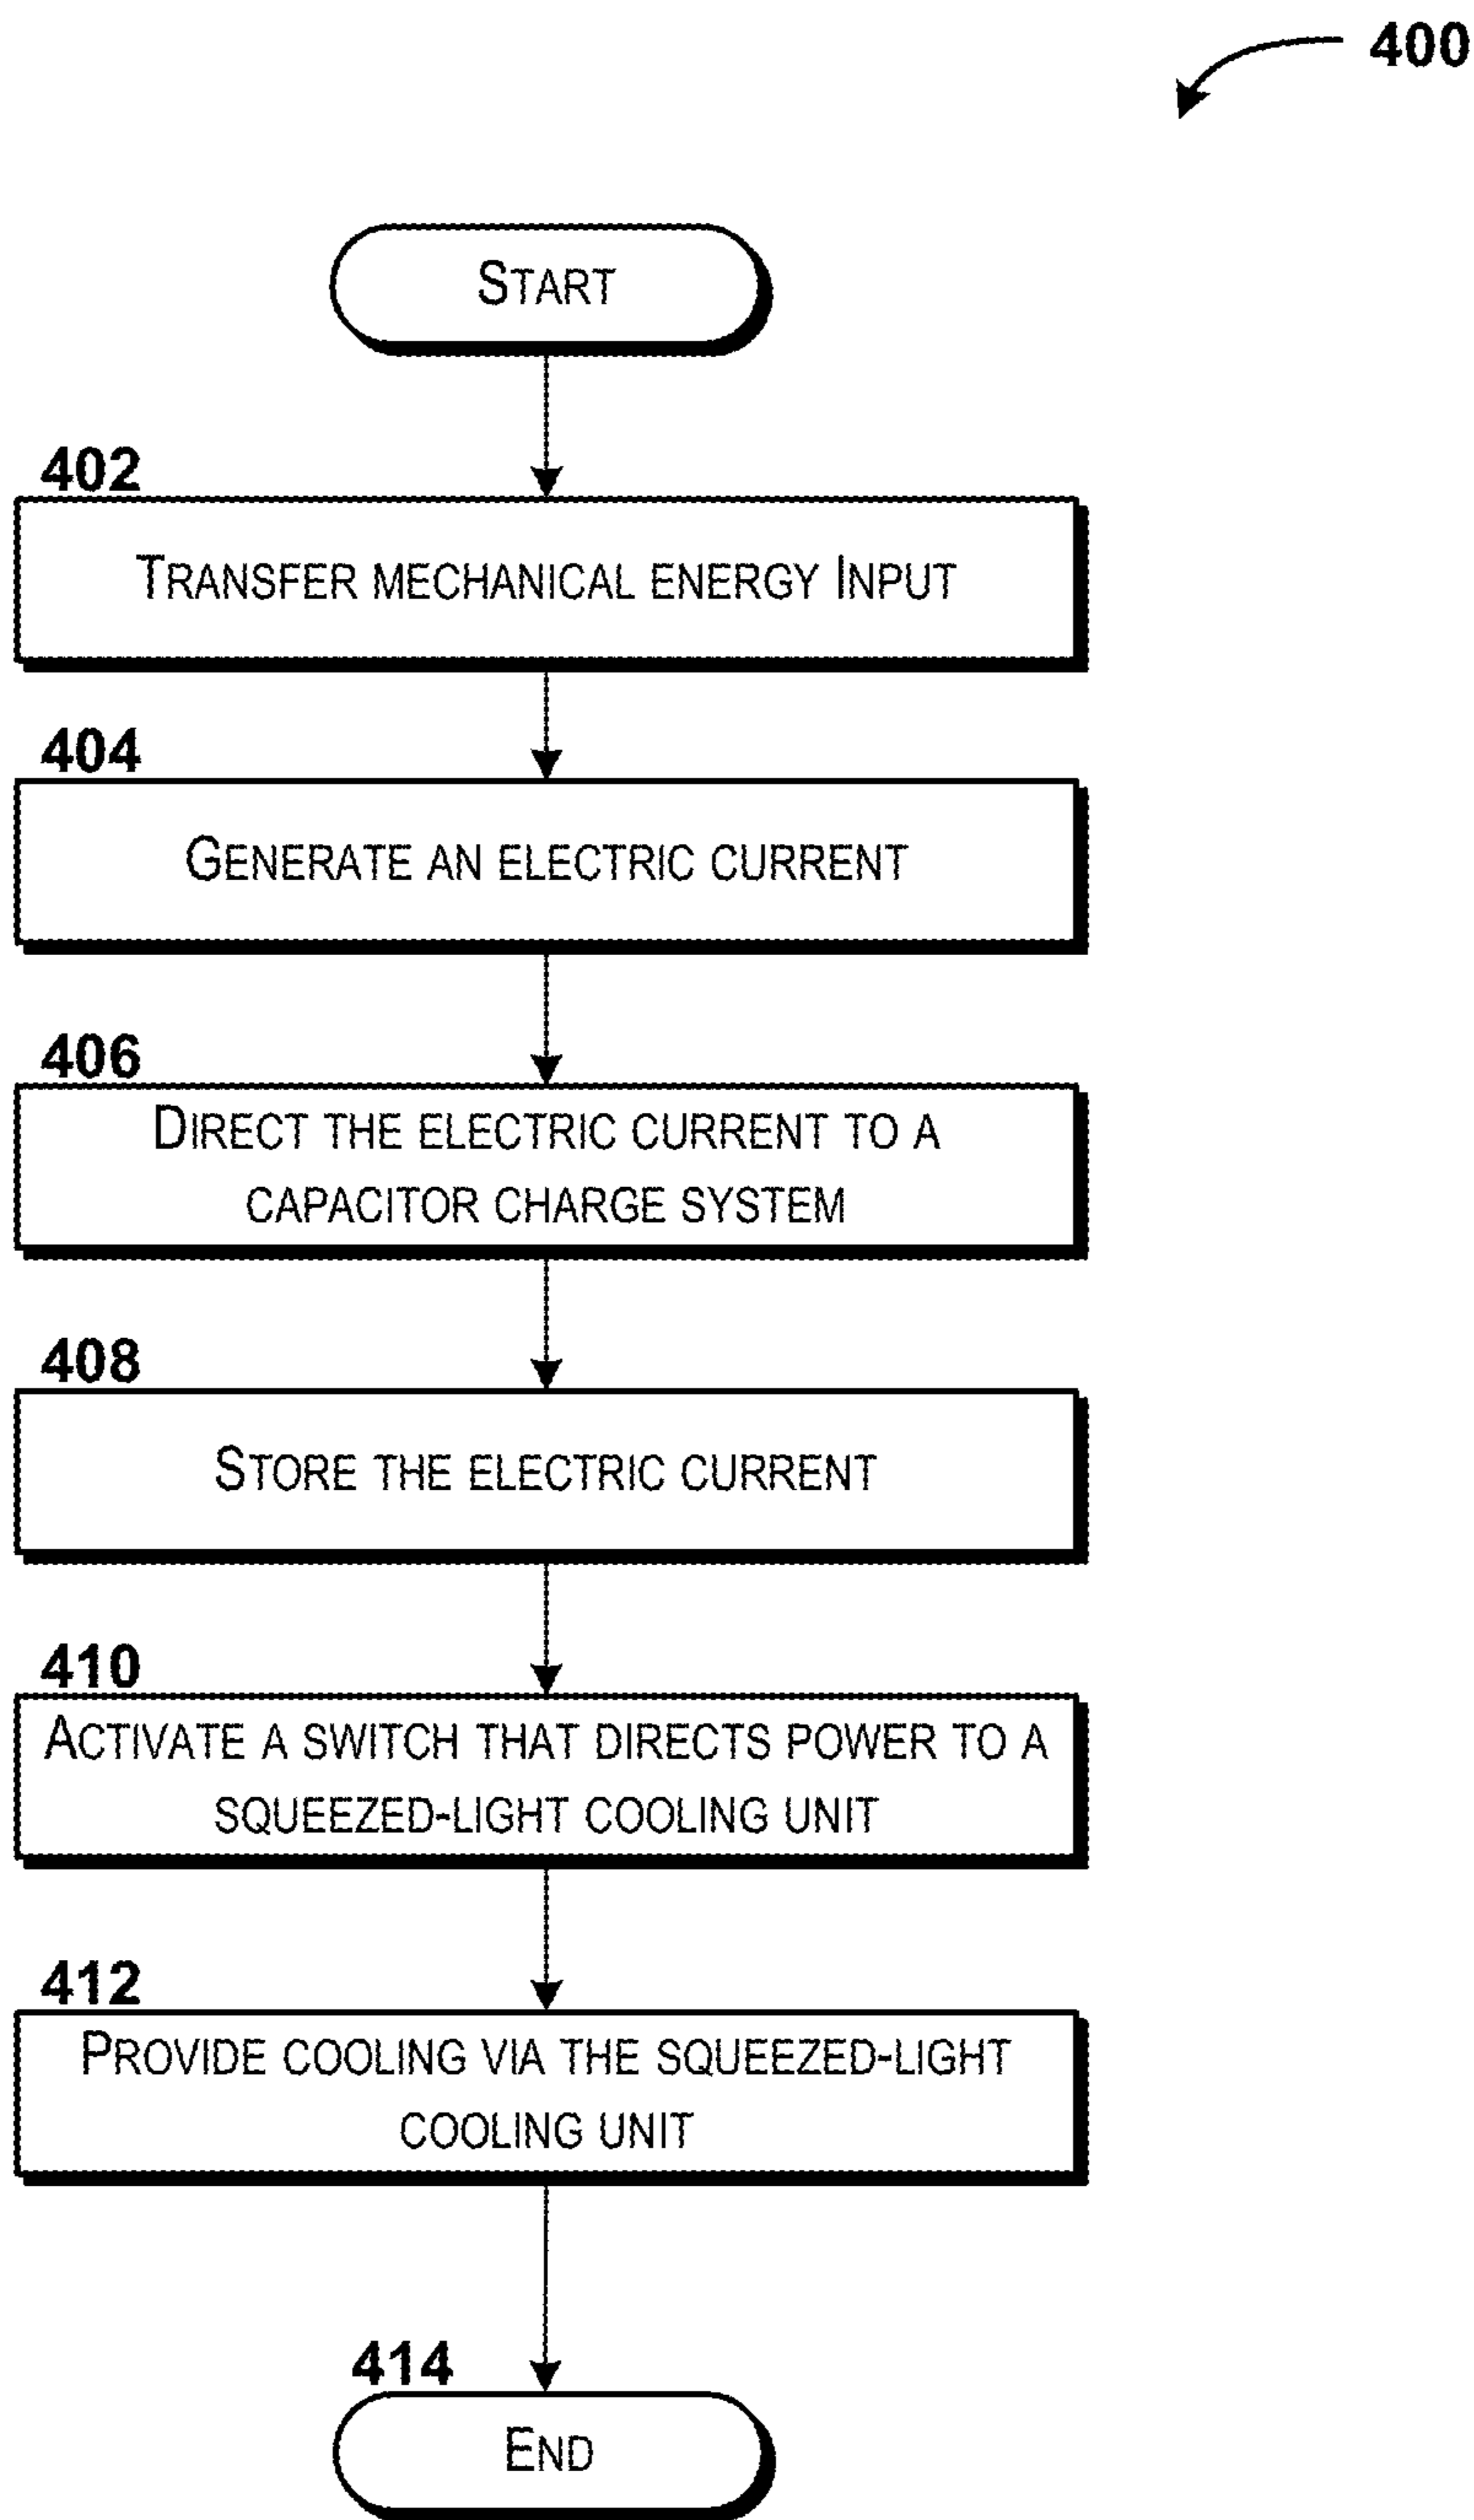 400
START
402
TRANSFER MECHANICAL ENERGY INPUT
404
GENERATE AN ELECTRIC CURRENT
406
DIRECT THE ELECTRIC CURRENT TO A
CAPACITOR CHARGE SYSTEM
408
STORE THE ELECTRIC CURRENT
410
ACTIVATE A SWITCH THAT DIRECTS POWER TO A
SQUEEZED-LIGHT COOLING UNIT
412
PROVIDE COOLING VIA THE SQUEEZED-LIGHT
COOLING UNIT
414
END